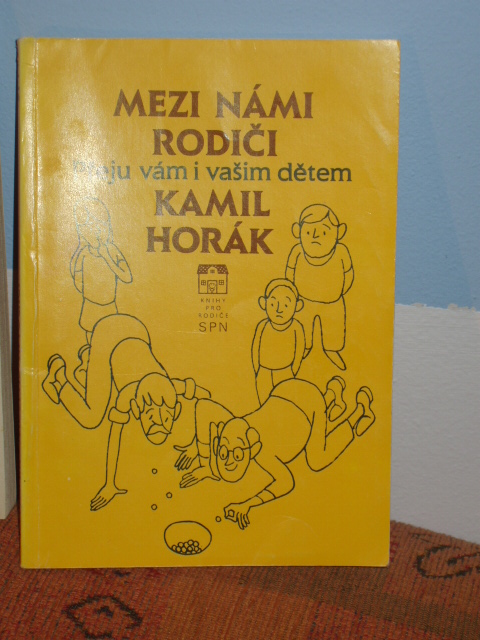 MEZI NÁMI
RODIČI
vám i vašim dětem
KAMIL
HORÁK
KNIHY
PRO
RODIČE
SPN